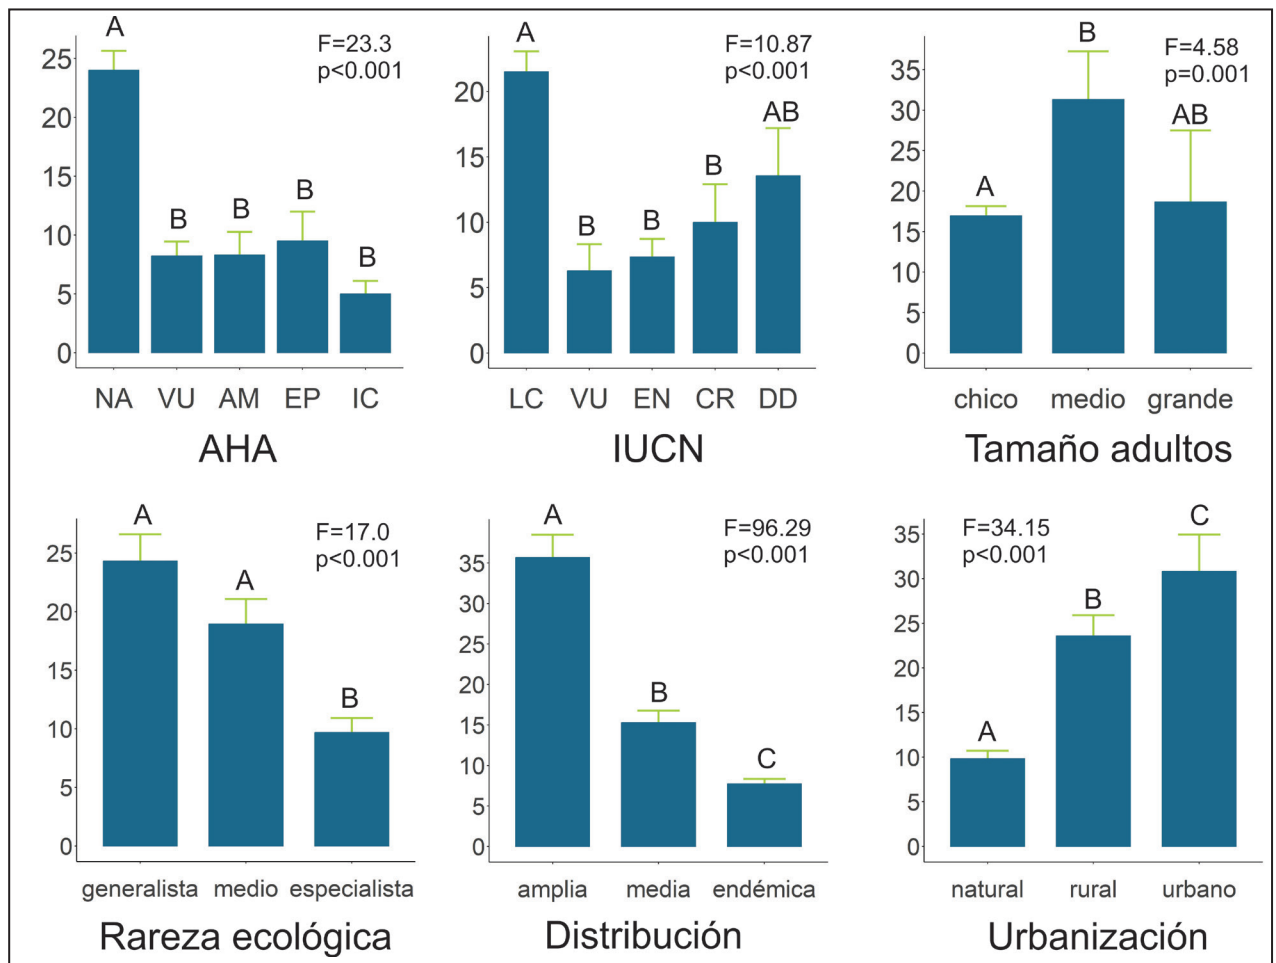 A
F=23.3
p<0.001
25
20
15
10
5
0
B
B
B
B
NA VU AM EP IC
AHA
A
F=10.87
p<0.001
20
15
10
5
0
B
B
B
AB
LC VU EN CR DD
IUCN
B
F=4.58
p=0.001
35
30
25
20
15
10
5
0
A
AB
chico medio grande
Tamaño adultos
A
F=17.0
p<0.001
25
20
15
10
5
0
A
B
generalista medio especialista
Rareza ecológica
A
F=96.29
p<0.001
35
30
25
20
15
10
5
0
B
C
amplia media endémica
Distribución
F=34.15
p<0.001
C
35
30
25
20
15
10
5
0
B
A
natural rural urbano
Urbanización